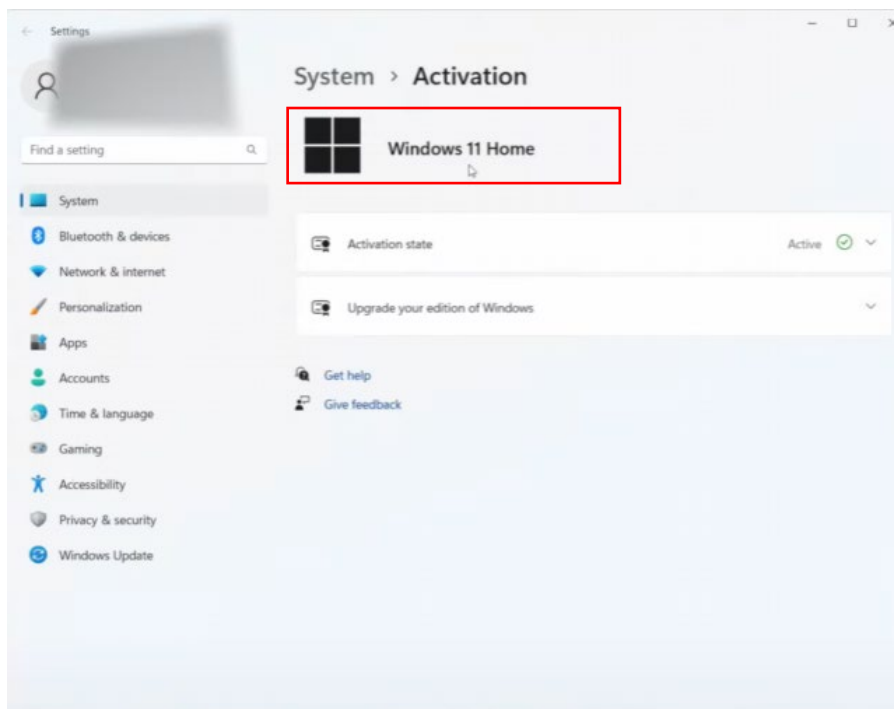 Settings
System > Activation
Windows 11 Home
Find a setting
System
Bluetooth & devices
Network & internet
Personalization
Apps
Accounts
Time & language
Gaming
Accessibility
Privacy & security
Windows Update
Activation state Active
Upgrade your edition of Windows
Get help
Give feedback